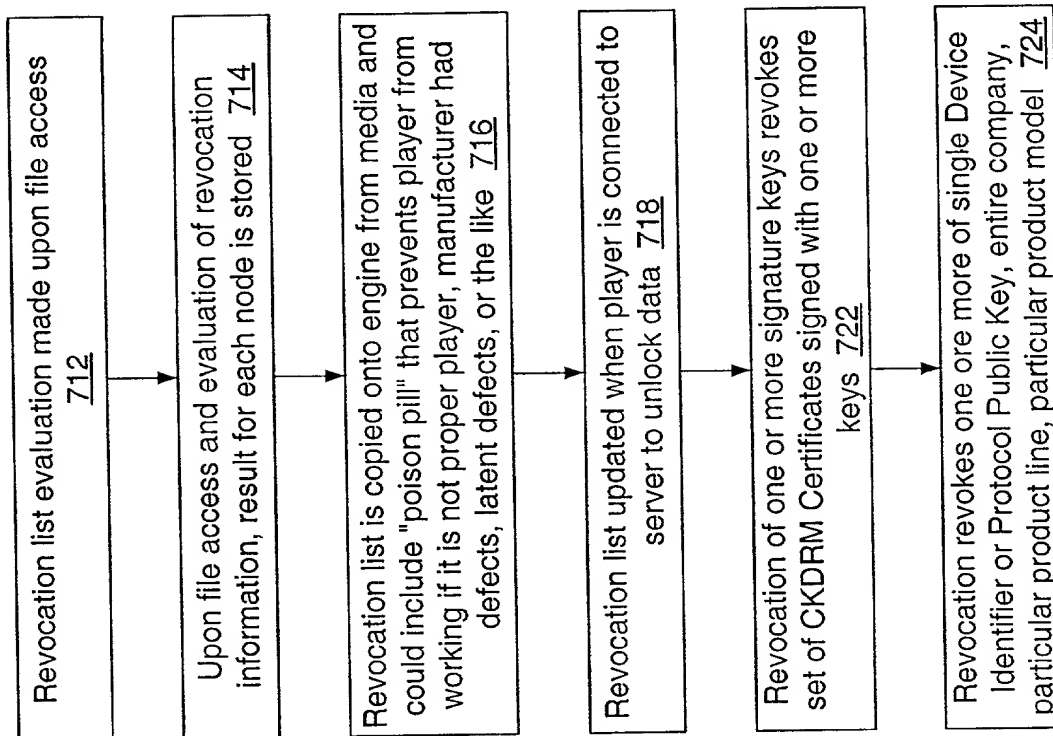 Revocation list evaluation made upon file access
712
Upon file access and evaluation of revocation
information, result for each node is stored 714
Revocation list is copied onto engine from media and
could include "poison pill" that prevents player from
working if it is not proper player, manufacturer had
defects, latent defects, or the like 716
Revocation list updated when player is connected to
server to unlock data 718
Revocation of one or more signature keys revokes
set of CKDRM Certificates signed with one or more
keys 722
Revocation revokes one ore more of single Device
Identifier or Protocol Public Key, entire company,
particular product line, particular product model 724